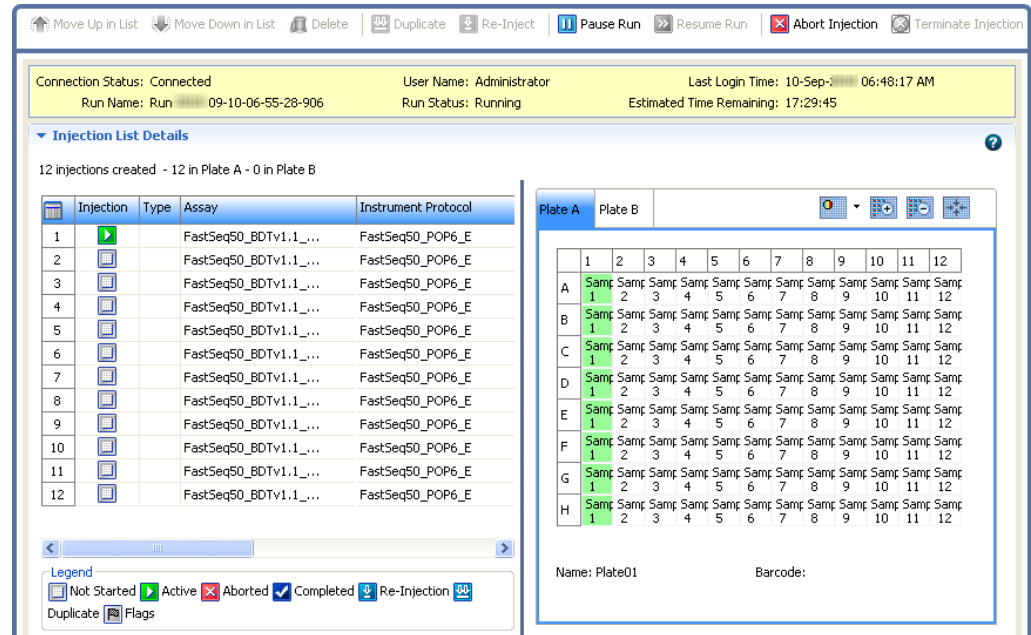 Move Up in List Move Down in List Delete Duplicate Re-Inject Pause Run Resume Run Abort Injection Terminate Injection
Connection Status: Connected User Name: Administrator Last Login Time: 10-Sep- 06:48:17 AM
Run Name: Run 09-10-06-55-28-906 Run Status: Running Estimated Time Remaining: 17:29:45
Injection List Details
12 injections created - 12 in Plate A - 0 in Plate B
Injection Type Assay Instrument Protocol
1 FastSeq50_BDTv1.1_... FastSeq50_POP6_E
2 FastSeq50_BDTv1.1_... FastSeq50_POP6_E
3 FastSeq50_BDTv1.1_... FastSeq50_POP6_E
4 FastSeq50_BDTv1.1_... FastSeq50_POP6_E
5 FastSeq50_BDTv1.1_... FastSeq50_POP6_E
6 FastSeq50_BDTv1.1_... FastSeq50_POP6_E
7 FastSeq50_BDTv1.1_... FastSeq50_POP6_E
8 FastSeq50_BDTv1.1_... FastSeq50_POP6_E
9 FastSeq50_BDTv1.1_... FastSeq50_POP6_E
10 FastSeq50_BDTv1.1_... FastSeq50_POP6_E
11 FastSeq50_BDTv1.1_... FastSeq50_POP6_E
12 FastSeq50_BDTv1.1_... FastSeq50_POP6_E
Legend
Not Started Active Aborted Completed Re-Injection
Duplicate Flags
Plate A Plate B
1 2 3 4 5 6 7 8 9 10 11 12
A Samp Samp Samp Samp Samp Samp Samp Samp Samp Samp Samp Samp
1 2 3 4 5 6 7 8 9 10 11 12
B Samp Samp Samp Samp Samp Samp Samp Samp Samp Samp Samp Samp
1 2 3 4 5 6 7 8 9 10 11 12
C Samp Samp Samp Samp Samp Samp Samp Samp Samp Samp Samp Samp
1 2 3 4 5 6 7 8 9 10 11 12
D Samp Samp Samp Samp Samp Samp Samp Samp Samp Samp Samp Samp
1 2 3 4 5 6 7 8 9 10 11 12
E Samp Samp Samp Samp Samp Samp Samp Samp Samp Samp Samp Samp
1 2 3 4 5 6 7 8 9 10 11 12
F Samp Samp Samp Samp Samp Samp Samp Samp Samp Samp Samp Samp
1 2 3 4 5 6 7 8 9 10 11 12
G Samp Samp Samp Samp Samp Samp Samp Samp Samp Samp Samp Samp
1 2 3 4 5 6 7 8 9 10 11 12
H Samp Samp Samp Samp Samp Samp Samp Samp Samp Samp Samp Samp
1 2 3 4 5 6 7 8 9 10 11 12
Name: Plate01 Barcode: